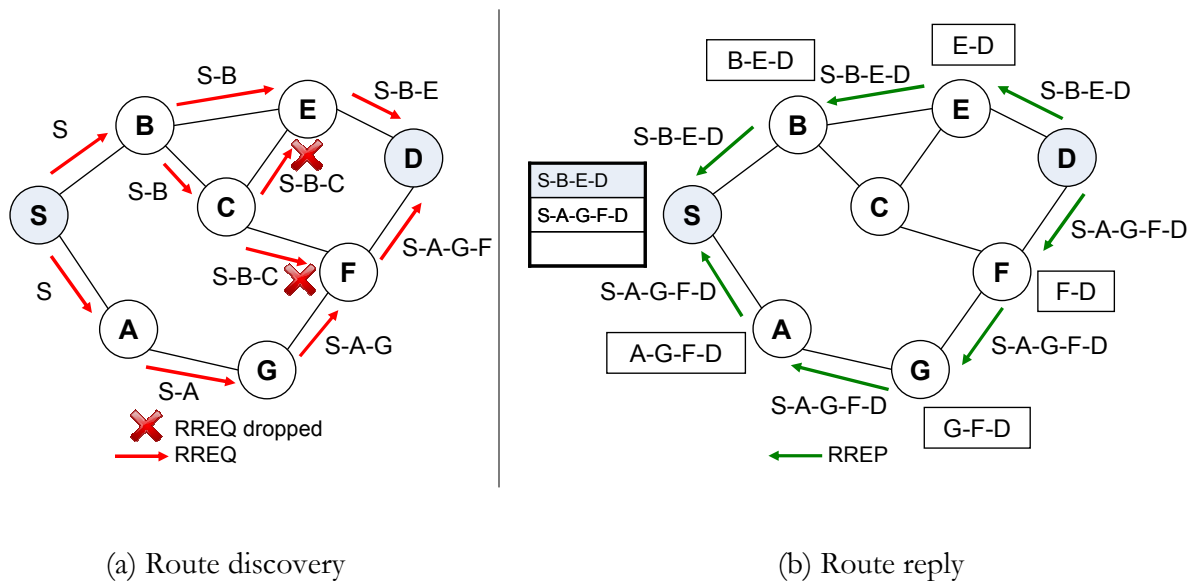 S-B
E
S-B-E
S
B
D
S-B
S-B-C
C
S
S-A-G-F
S-B-C
F
S
A
S-A-G
G
S-A
RREQ dropped
RREQ
(a) Route discovery
E-D
B-E-D
S-B-E-D
S-B-E-D
E
B
S-B-E-D
D
S-B-E-D
S-A-G-F-D
S
C
S-A-G-F-D
F
S-A-G-F-D
F-D
A
A-G-F-D
S-A-G-F-D
G
S-A-G-F-D
G-F-D
RREP
(b) Route reply